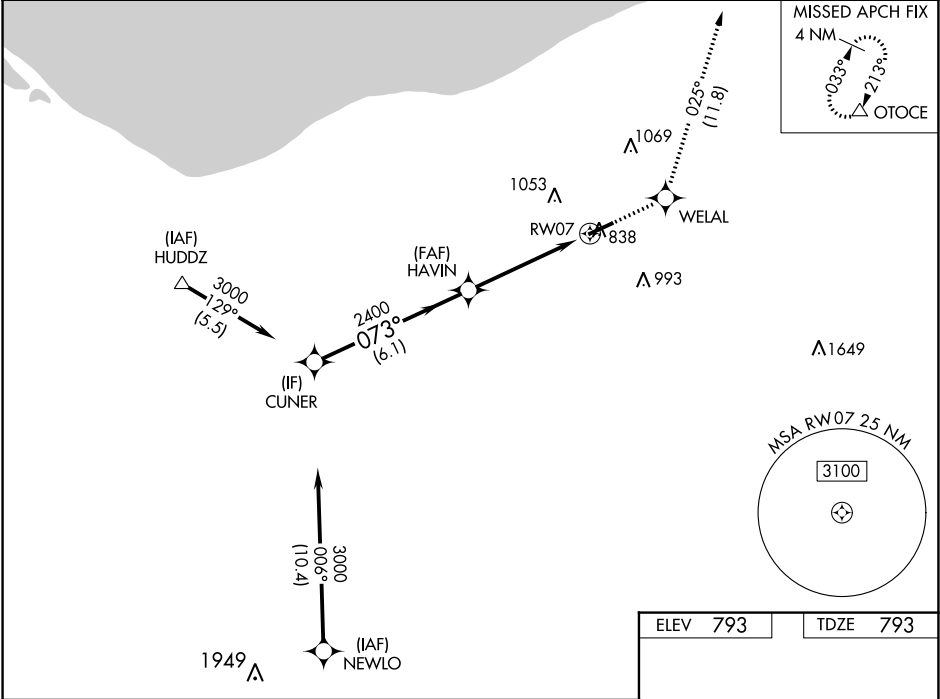 MISSED APCH FIX
4 NM
033°
213°
OTOCE
025°
(11.8)
1069
1053
WELAL
RW07
838
(IAF)
HUDDZ
(FAF)
HAVIN
993
3000
129°
(5.5)
2400
073°
(6.1)
1649
(IF)
CUNER
MSA RW07 25 NM
3100
3000
006°
(10.4)
ELEV 793
TDZE 793
(IAF)
NEWLO
1949